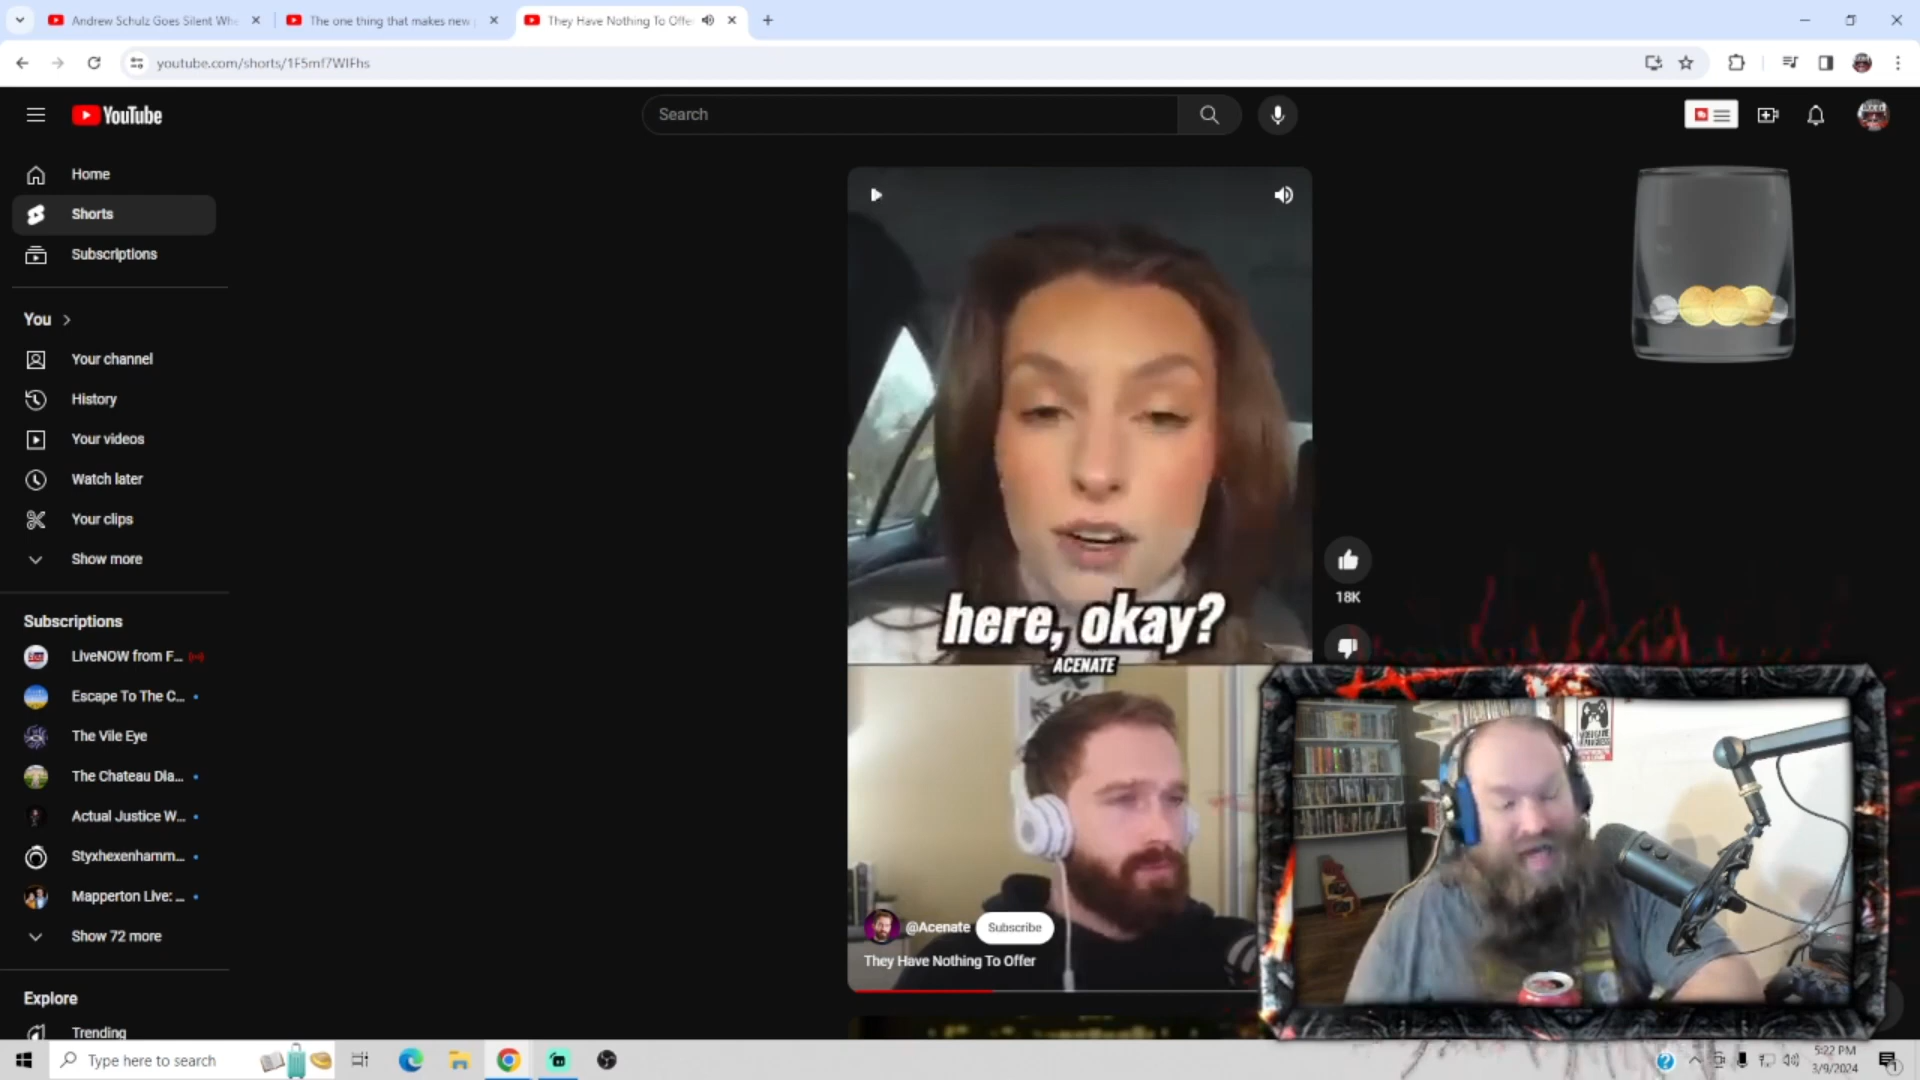 Andrew Schulz Goes Silent Whe
The one thing that makes new
They Have Nothing To Offer
youtube.com/shorts/1F5mf7WIFhs
YouTube
Search
Home
Shorts
Subscriptions
You
Your channel
History
Your videos
Watch later
Your clips
Show more
Subscriptions
LiveNOW from F...
Escape To The C...
The Vile Eye
The Chateau Dia...
Actual Justice W...
Styxhexenhamm...
Mapperton Live: ...
Show 72 more
Explore
Trending
here, okay?
ACENATE
18K
@Acenate
Subscribe
They Have Nothing To Offer
Type here to search
5:22 PM
3/9/2024